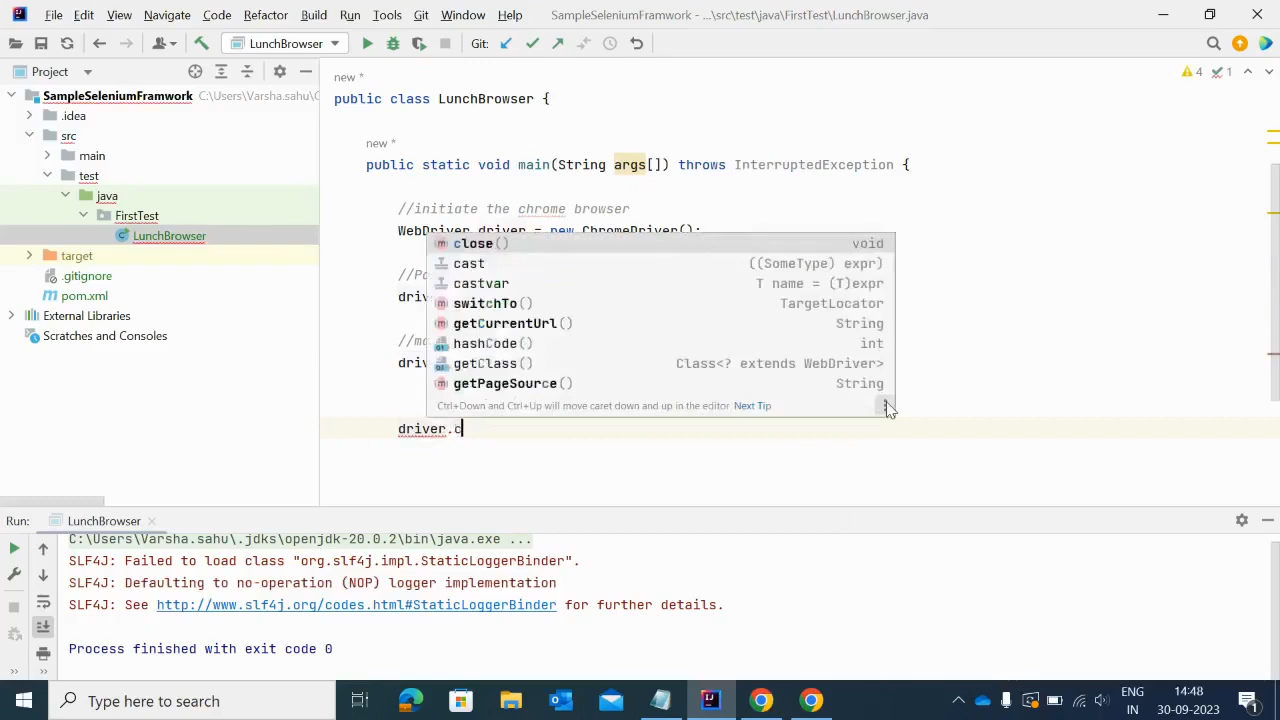 File Edit View Navigate Code Refactor Build Run Tools Git Window Help SampleSeleniumFramwork - ...\src\test\java\FirstTest\LunchBrowser.java
LunchBrowser Git:
Project
SampleSeleniumFramwork C:\Users\Varsha.sahu\
.idea
src
main
test
java
FirstTest
LunchBrowser
target
.gitignore
pom.xml
External Libraries
Scratches and Consoles
4 1
new *
public class LunchBrowser {
new *
public static void main(String args[]) throws InterruptedException {
//initiate the chrome browser
WebDriver driver = new ChromeDriver();
close() void
cast ((SomeType) expr)
castvar T name = (T)expr
switchTo() TargetLocator
getCurrentUrl() String
hashCode() int
getClass() Class<? extends WebDriver>
getPageSource() String
Ctrl+Down and Ctrl+Up will move caret down and up in the editor Next Tip
driver.c
Run: LunchBrowser
C:\Users\Varsha.sahu\.jdks\openjdk-20.0.2\bin\java.exe ...
SLF4J: Failed to load class "org.slf4j.impl.StaticLoggerBinder".
SLF4J: Defaulting to no-operation (NOP) logger implementation
SLF4J: See http://www.slf4j.org/codes.html#StaticLoggerBinder for further details.
Process finished with exit code 0
Type here to search
ENG
IN
14:48
30-09-2023
1